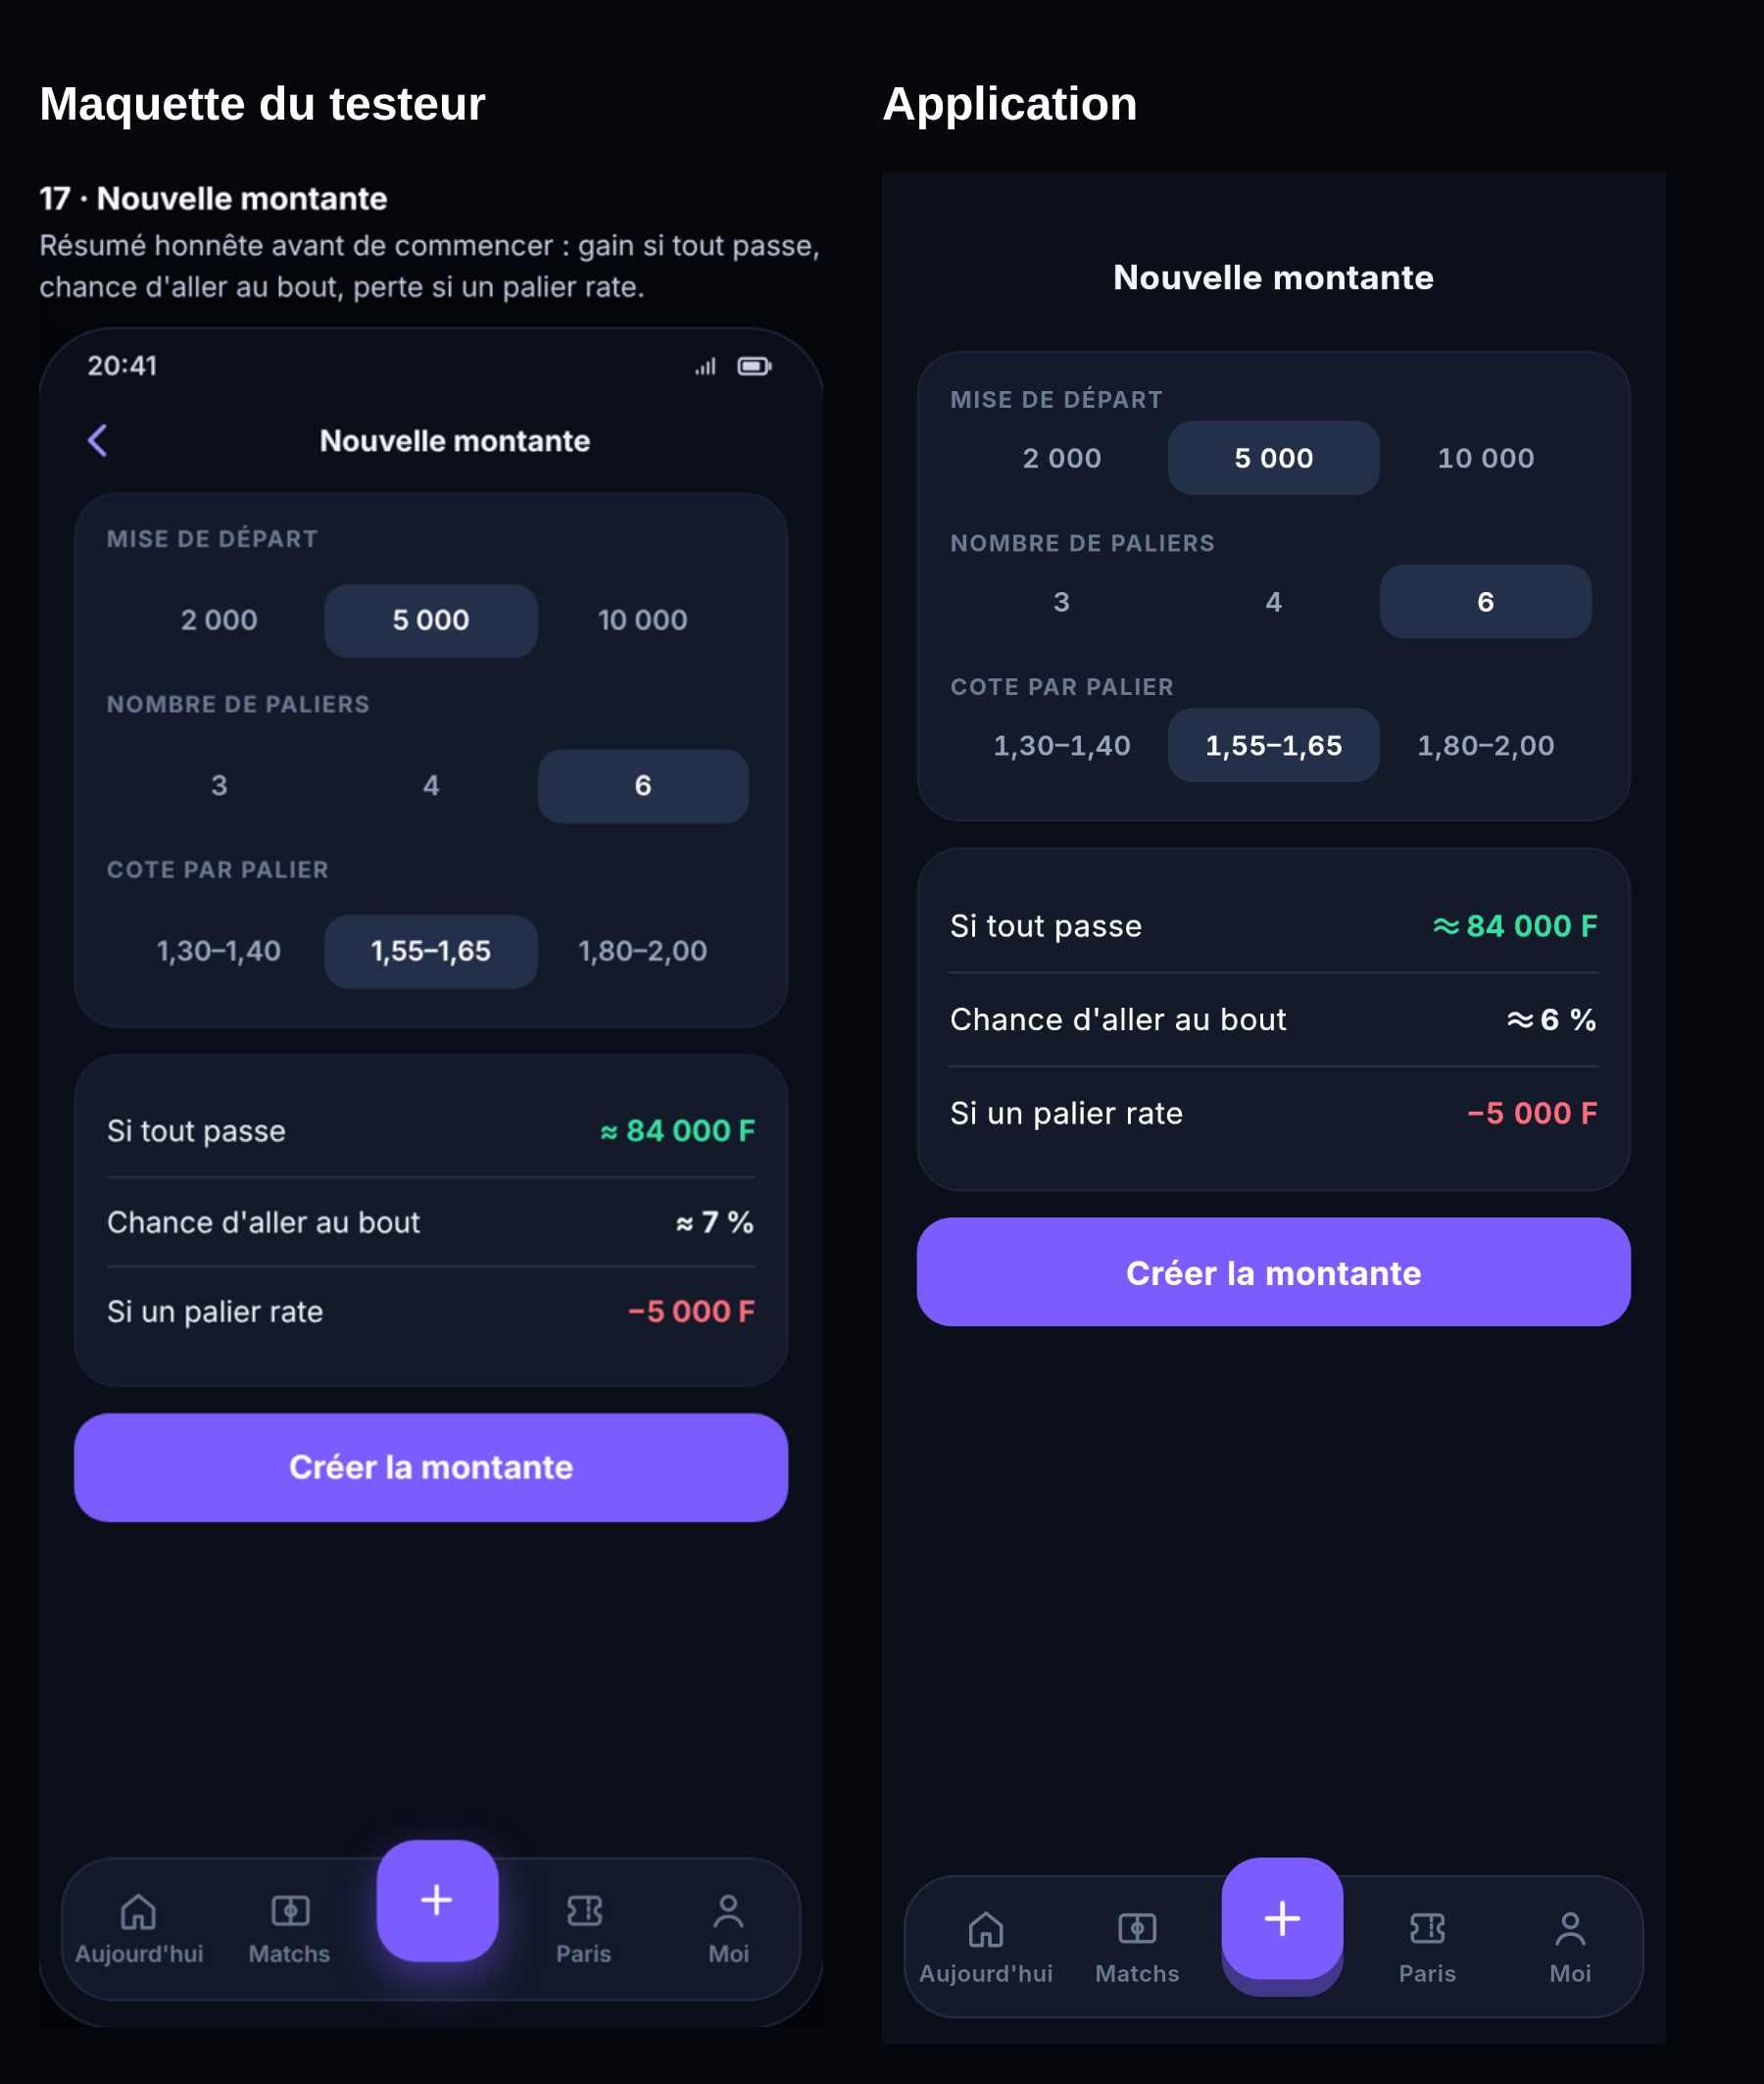 Maquette du testeur
17 · Nouvelle montante
Résumé honnête avant de commencer : gain si tout passe,
chance d'aller au bout, perte si un palier rate.
20:41
Nouvelle montante
MISE DE DÉPART
2 000 5 000 10 000
NOMBRE DE PALIERS
3 4 6
COTE PAR PALIER
1,30–1,40 1,55–1,65 1,80–2,00
Si tout passe ≈ 84 000 F
Chance d'aller au bout ≈ 7 %
Si un palier rate −5 000 F
Créer la montante
Aujourd'hui Matchs + Paris Moi
Application
Nouvelle montante
MISE DE DÉPART
2 000 5 000 10 000
NOMBRE DE PALIERS
3 4 6
COTE PAR PALIER
1,30–1,40 1,55–1,65 1,80–2,00
Si tout passe ≈ 84 000 F
Chance d'aller au bout ≈ 6 %
Si un palier rate −5 000 F
Créer la montante
Aujourd'hui Matchs + Paris Moi